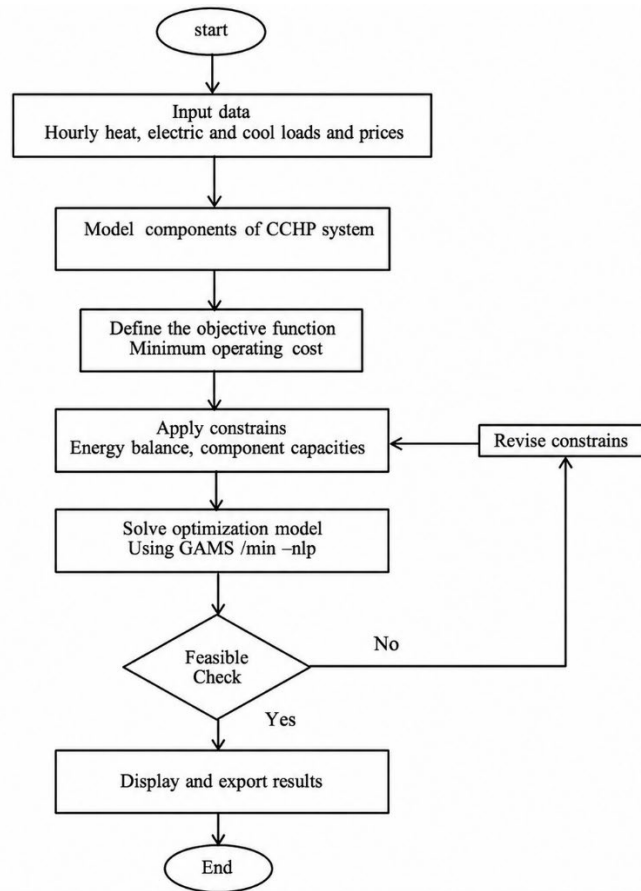 start
Input data
Hourly heat, electric and cool loads and prices
Model components of CCHP system
Define the objective function
Minimum operating cost
Apply constrains
Energy balance, component capacities
Revise constrains
Solve optimization model
Using GAMS /min –nlp
Feasible
Check
No
Yes
Display and export results
End